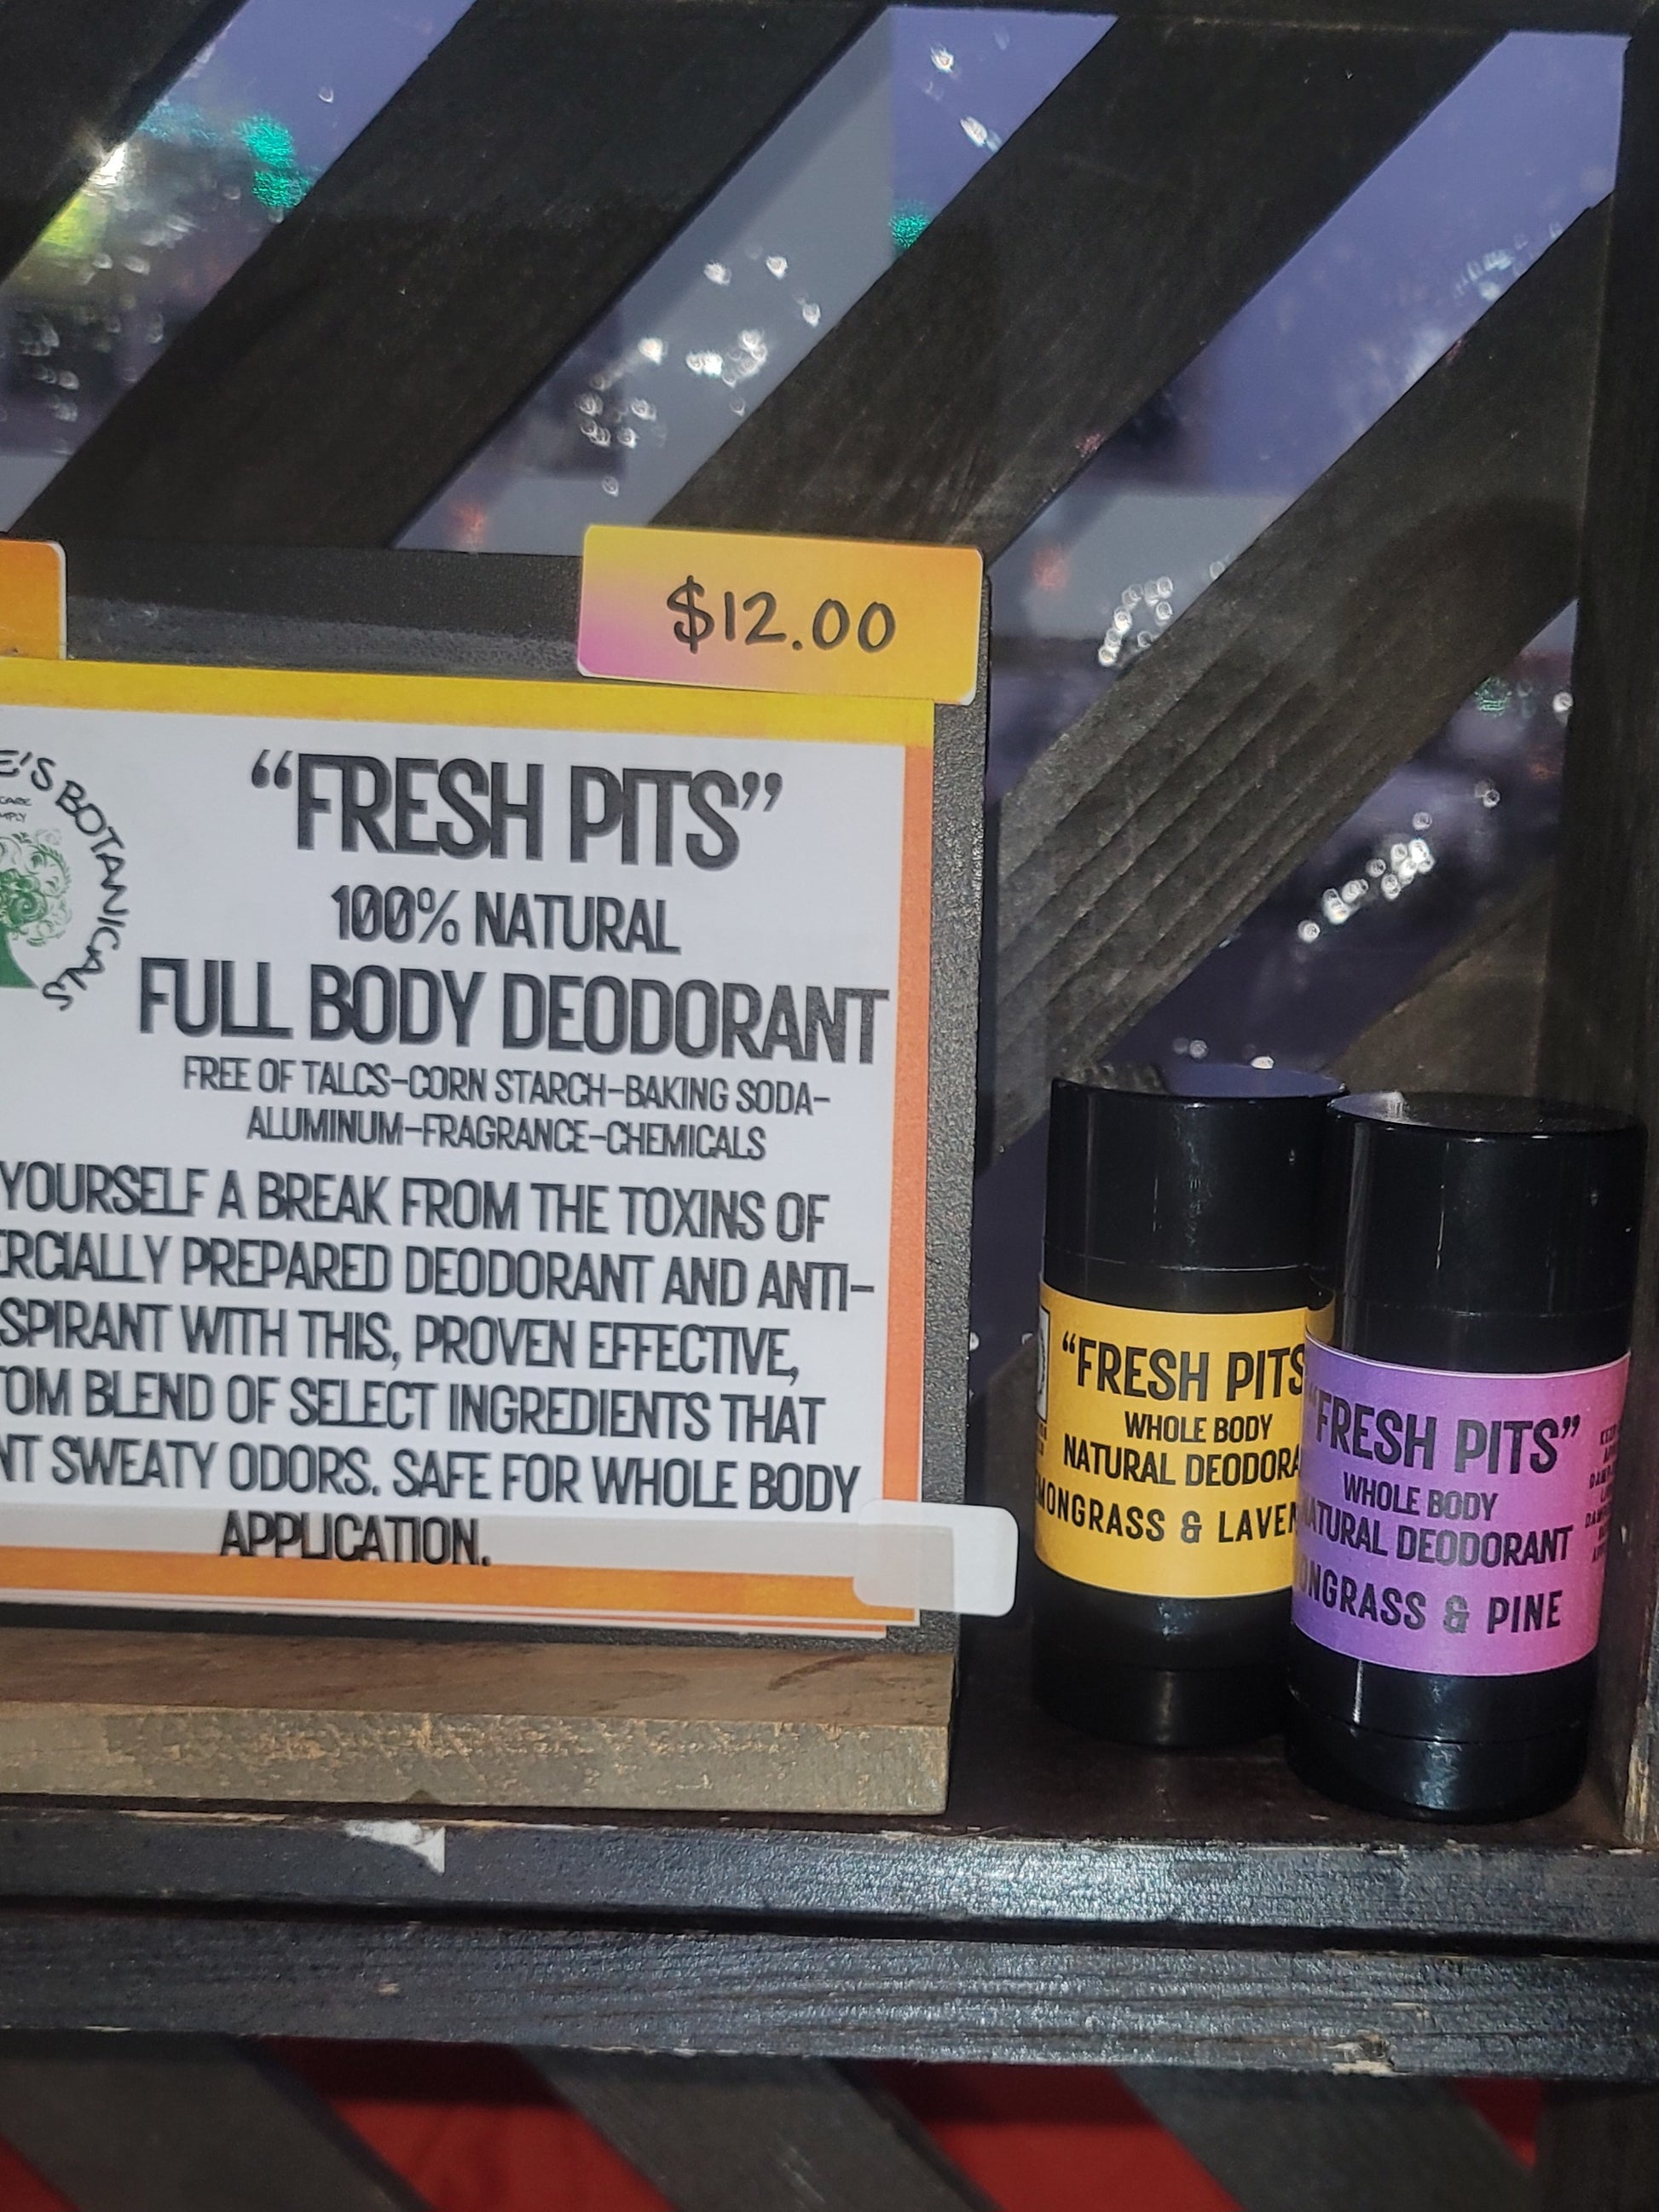 $12.00
E'S BOTANICALS
CARE
MPLY
“FRESH PITS”
100% NATURAL
FULL BODY DEODORANT
FREE OF TALCS-CORN STARCH-BAKING SODA-
ALUMINUM-FRAGRANCE-CHEMICALS
YOURSELF A BREAK FROM THE TOXINS OF
ERCIALLY PREPARED DEODORANT AND ANTI-
SPIRANT WITH THIS, PROVEN EFFECTIVE,
TOM BLEND OF SELECT INGREDIENTS THAT
NT SWEATY ODORS. SAFE FOR WHOLE BODY
APPLICATION.
“FRESH PITS
WHOLE BODY
NATURAL DEODORA
MONGRASS & LAVEN
“FRESH PITS”
WHOLE BODY
NATURAL DEODORANT
ONGRASS & PINE